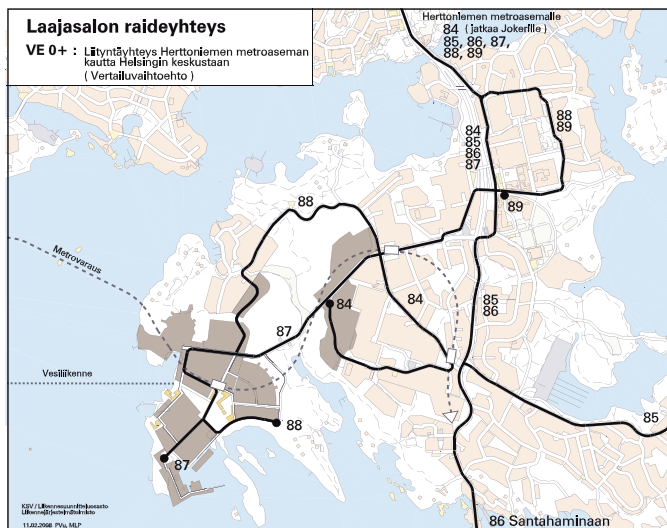 Laajasalon raideyhteys
VE 0+ : Liityntäyhteys Herttoniemen metroaseman
kautta Helsingin keskustaan
( Vertailuvaihtoehto )
Herttoniemen metroasemalle
84 ( jatkaa Jokerille )
85, 86, 87,
88, 89
88
89
84
85
86
87
89
88
Metrovaraus
84
84
87
85
86
Vesiliikenne
88
85
87
KSV / Liikennesuunnitteluosasto
Liikennejärjestelmätoimisto
11.02.2008 PVu, MLP
86 Santahaminaan